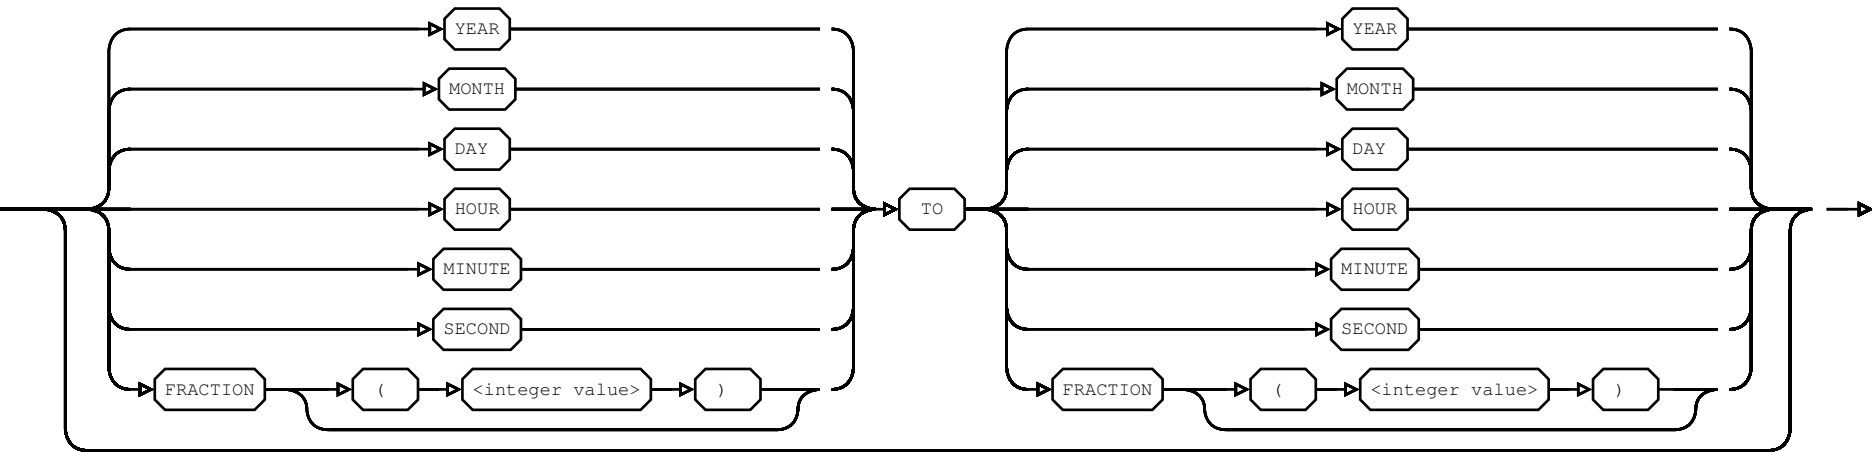 YEAR YEAR
MONTH MONTH
DAY DAY
HOUR TO HOUR
MINUTE MINUTE
SECOND SECOND
FRACTION ( <integer value> ) FRACTION ( <integer value> )